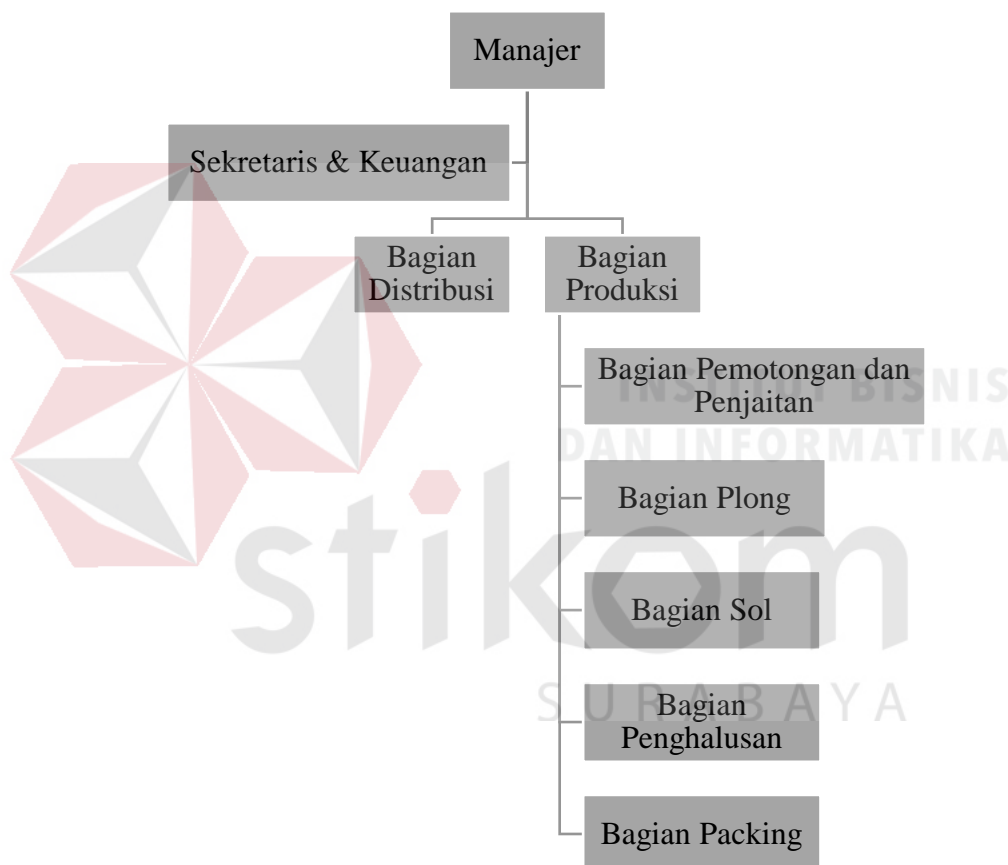 Manajer
Sekretaris & Keuangan
Bagian
Distribusi
Bagian
Produksi
Bagian Pemotongan dan
Penjaitan
INSTITUT BISNIS
DAN INFORMATIKA
Bagian Plong
stikom
Bagian Sol
SURABAYA
Bagian
Penghalusan
Bagian Packing